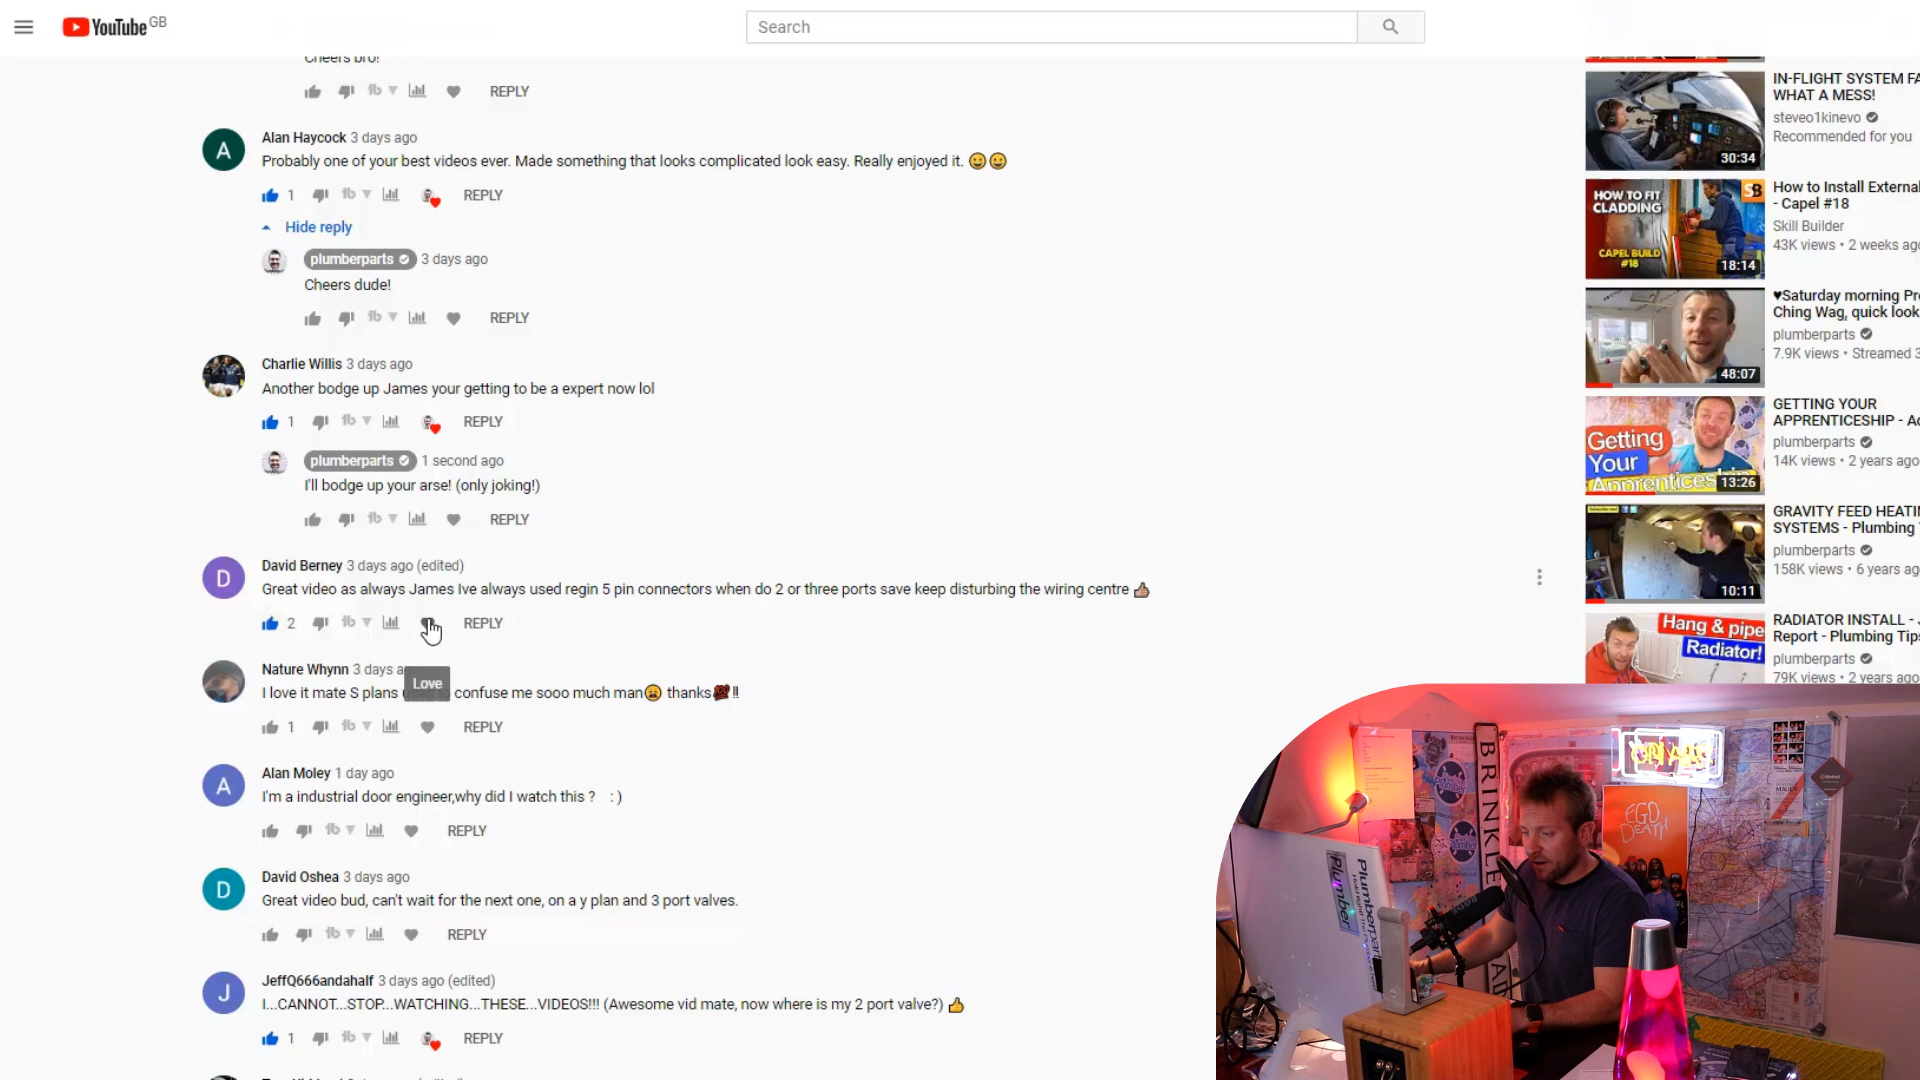 YouTube GB
Search
Cheers bro!
REPLY
Alan Haycock 3 days ago
Probably one of your best videos ever. Made something that looks complicated look easy. Really enjoyed it. 😀😀
1 REPLY
Hide reply
plumberparts 3 days ago
Cheers dude!
REPLY
Charlie Willis 3 days ago
Another bodge up James your getting to be a expert now lol
1 REPLY
plumberparts 1 second ago
I'll bodge up your arse! (only joking!)
REPLY
David Berney 3 days ago (edited)
Great video as always James Ive always used regin 5 pin connectors when do 2 or three ports save keep disturbing the wiring centre 👍
2 REPLY
Love
Nature Whynn 3 days
I love it mate S plans confuse me sooo much man😩 thanks💯!!
1 REPLY
Alan Moley 1 day ago
I'm a industrial door engineer,why did I watch this ? : )
REPLY
David Oshea 3 days ago
Great video bud, can't wait for the next one, on a y plan and 3 port valves.
REPLY
JeffQ666andahalf 3 days ago (edited)
I...CANNOT...STOP...WATCHING...THESE...VIDEOS!!! (Awesome vid mate, now where is my 2 port valve?) 👍
1 REPLY
30:34
IN-FLIGHT SYSTEM
WHAT A MESS!
steveo1kinevo
Recommended for you
HOW TO FIT
CLADDING
SB
CAPEL BUILD
#18
18:14
How to Install External
- Capel #18
Skill Builder
43K views • 2 weeks ago
48:07
♥Saturday morning
Ching Wag, quick look
plumberparts
7.9K views • Streamed 3
Getting
Your
Apprenticeship
13:26
GETTING YOUR
APPRENTICESHIP -
plumberparts
14K views • 2 years ago
10:11
GRAVITY FEED HEATING
SYSTEMS - Plumbing
plumberparts
158K views • 6 years ago
Hang & pipe
Radiator!
RADIATOR INSTALL -
Report - Plumbing Tips
plumberparts
79K views • 2 years ago
EGO
DEATH
Plumber
Plumberparts